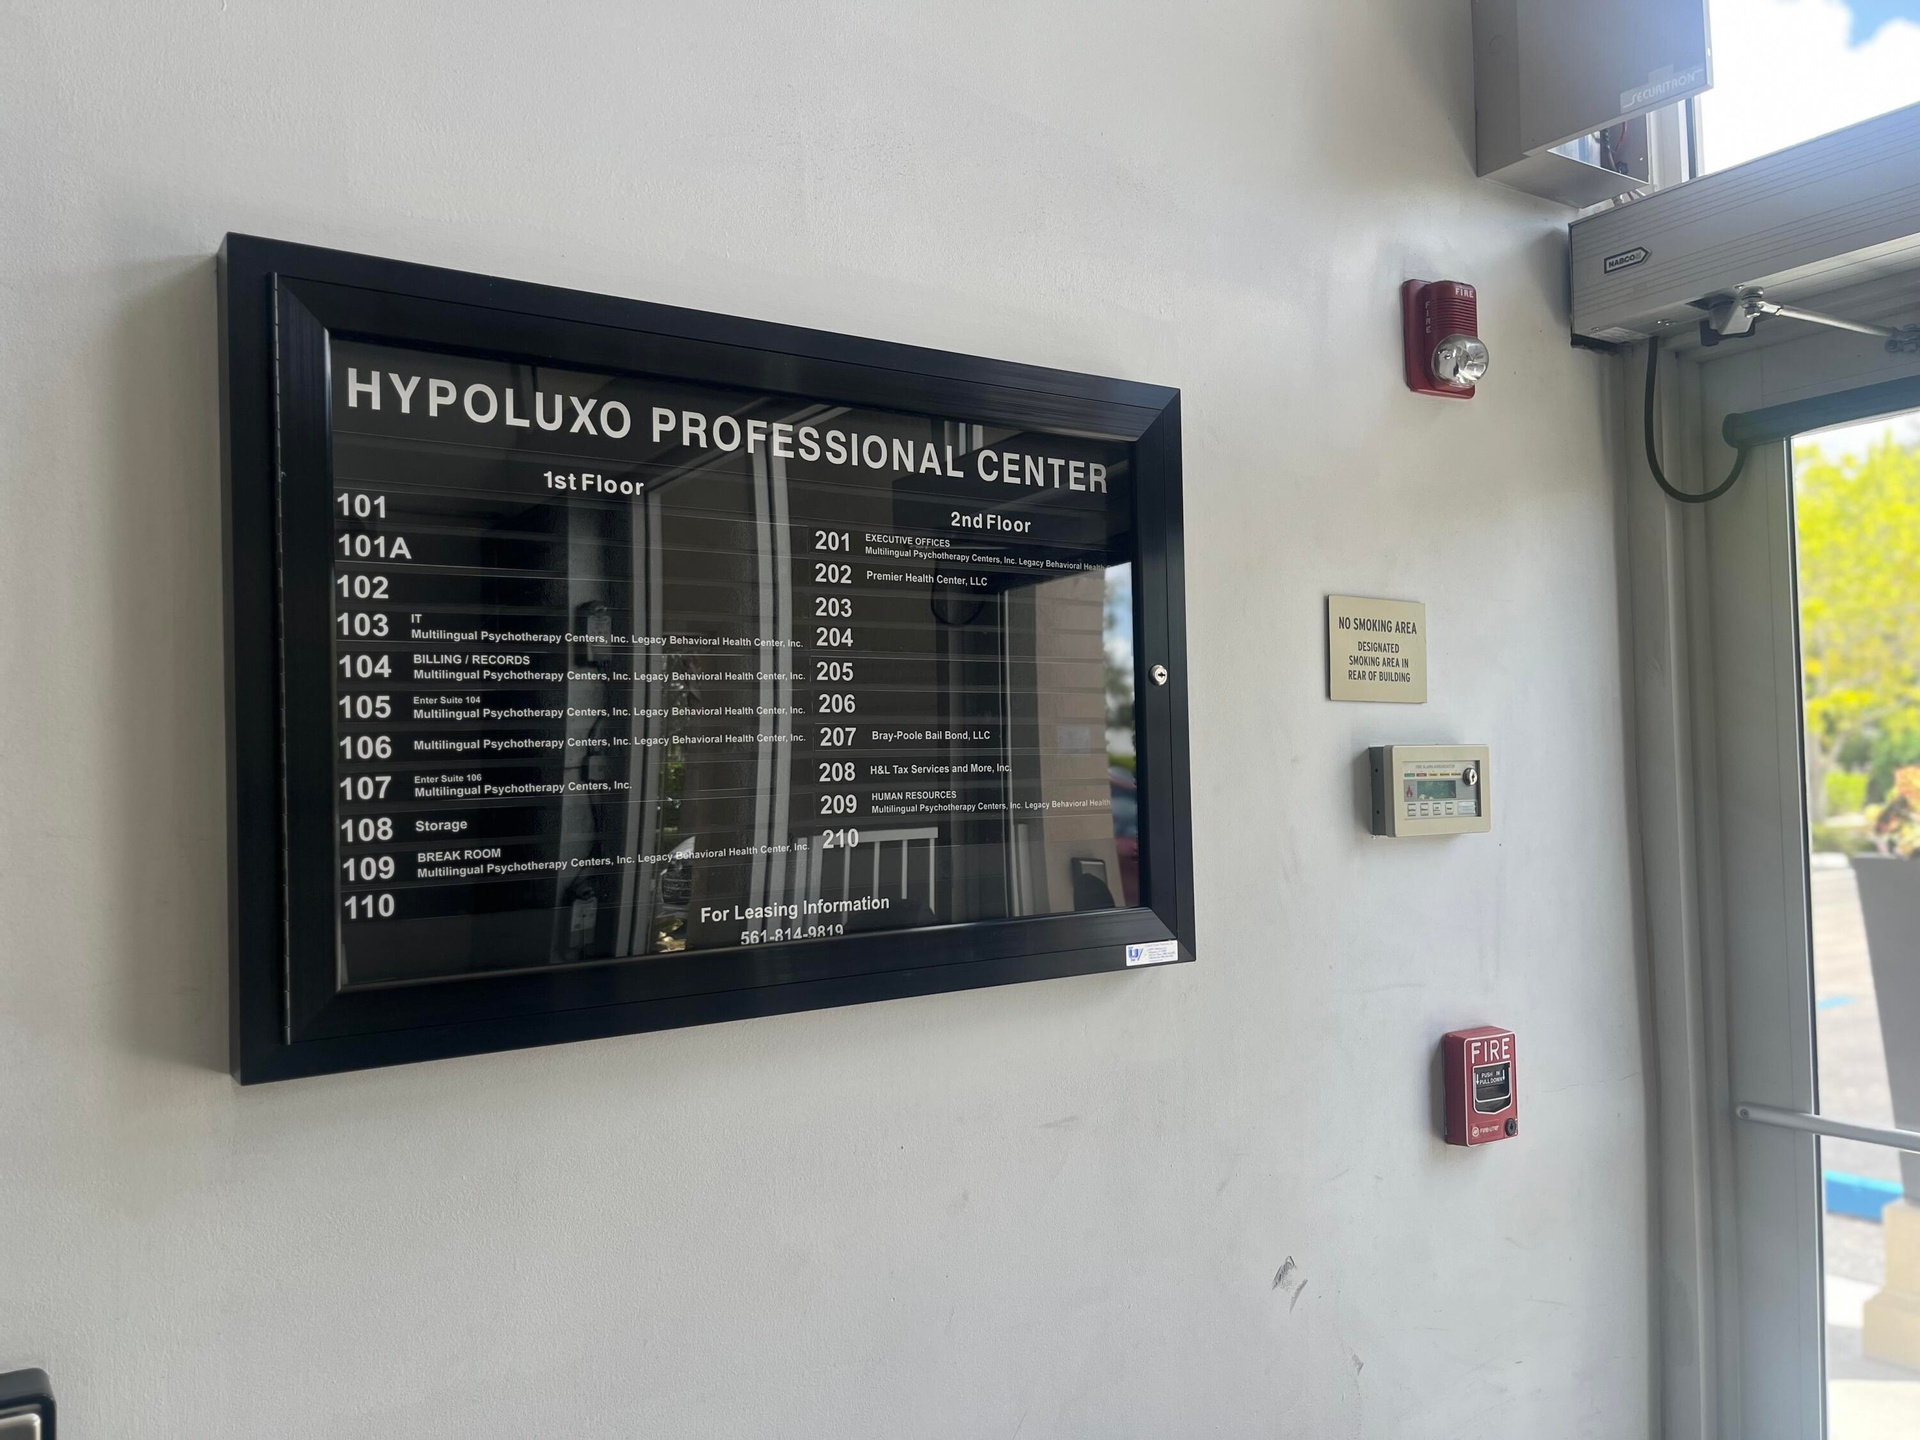 HYPOLUXO PROFESSIONAL CENTER
1st Floor
101
101A
102
103 IT
Multilingual Psychotherapy Centers, Inc. Legacy Behavioral Health Center, Inc.
104 BILLING / RECORDS
Multilingual Psychotherapy Centers, Inc. Legacy Behavioral Health Center, Inc.
105 Enter Suite 104
Multilingual Psychotherapy Centers, Inc. Legacy Behavioral Health Center, Inc.
106 Multilingual Psychotherapy Centers, Inc. Legacy Behavioral Health Center, Inc.
107 Enter Suite 106
Multilingual Psychotherapy Centers, Inc.
108 Storage
109 BREAK ROOM
Multilingual Psychotherapy Centers, Inc. Legacy Behavioral Health Center, Inc.
110
2nd Floor
201 EXECUTIVE OFFICES
Multilingual Psychotherapy Centers, Inc. Legacy Behavioral Health
202 Premier Health Center, LLC
203
204
205
206
207 Bray-Poole Bail Bond, LLC
208 H&L Tax Services and More, Inc.
209 HUMAN RESOURCES
Multilingual Psychotherapy Centers, Inc. Legacy Behavioral Health
210
For Leasing Information
561-814-9819
SECURITRON
NABCO
FIRE
FIRE
NO SMOKING AREA
DESIGNATED
SMOKING AREA IN
REAR OF BUILDING
FIRE
PUSH IN
PULL DOWN